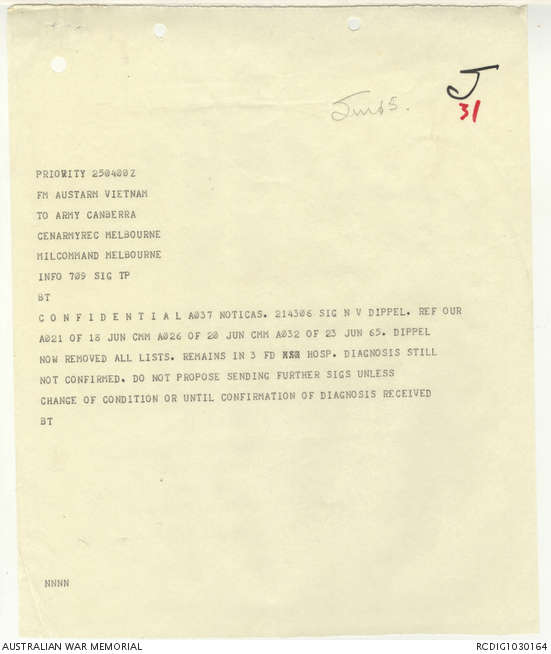 J
31
PRIORITY 250400Z
FM AUSTARM VIETNAM
TO ARMY CANBERRA
CENARMYREC MELBOURNE
MILCOMMAND MELBOURNE
INFO 709 SIG TP
BT
C O N F I D E N T I A L A037 NOTICAS. 214306 SIG N V DIPPEL. REF OUR
A021 OF 18 JUN CMM A026 OF 20 JUN CMM A032 OF 23 JUN 65. DIPPEL
NOW REMOVED ALL LISTS. REMAINS IN 3 FD HOSP. DIAGNOSIS STILL
NOT CONFIRMED. DO NOT PROPOSE SENDING FURTHER SIGS UNLESS
CHANGE OF CONDITION OR UNTIL CONFIRMATION OF DIAGNOSIS RECEIVED
BT
NNNN
AUSTRALIAN WAR MEMORIAL
RCDIG1030164